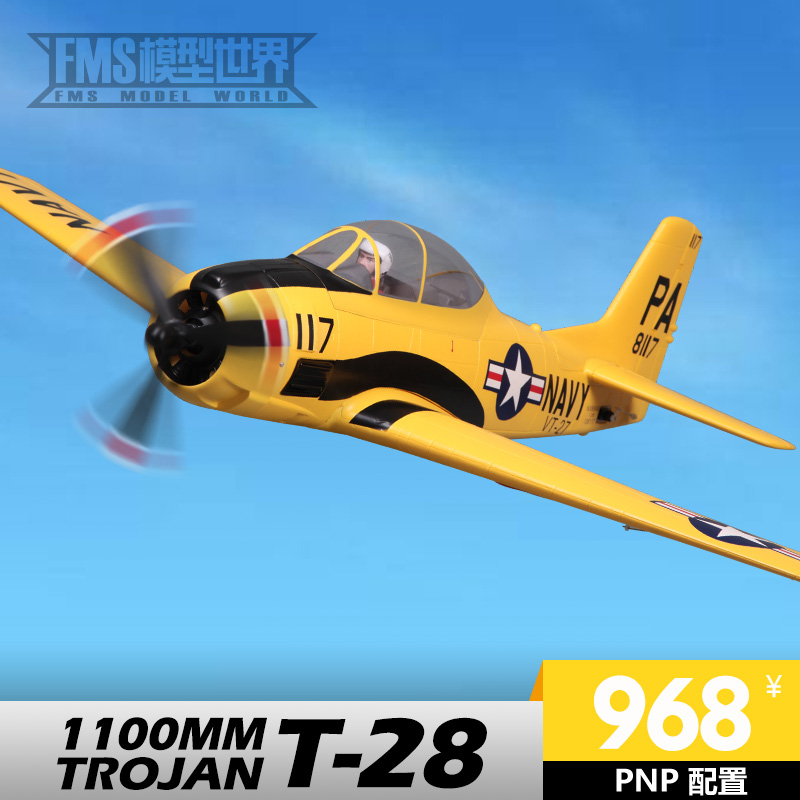 FMS模型世界
FMS MODEL WORLD
NAVY
117
117
PA
8117
NAVY
VT-27
1100MM
TROJAN T-28
968 ¥
PNP 配置